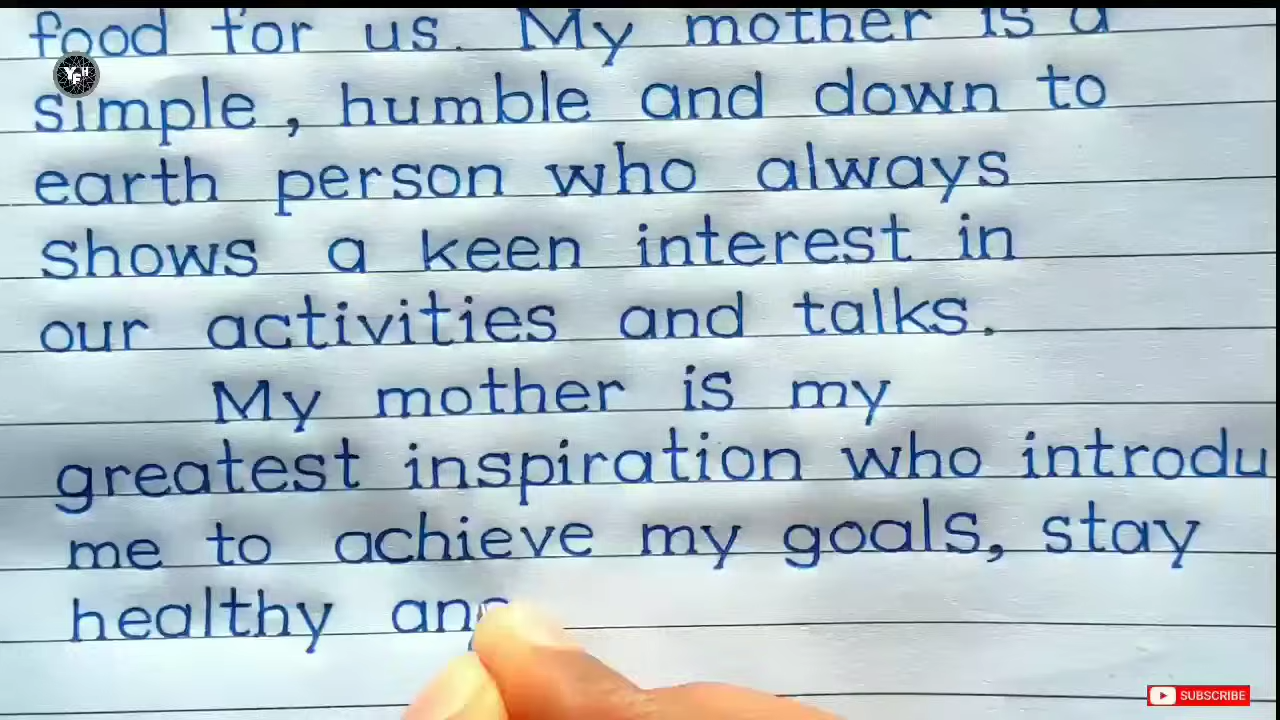 food for us. My mother is a
simple, humble and down to
earth person who always
shows a keen interest in
our activities and talks.
My mother is my
greatest inspiration who introdu
me to achieve my goals, stay
healthy an
SUBSCRIBE